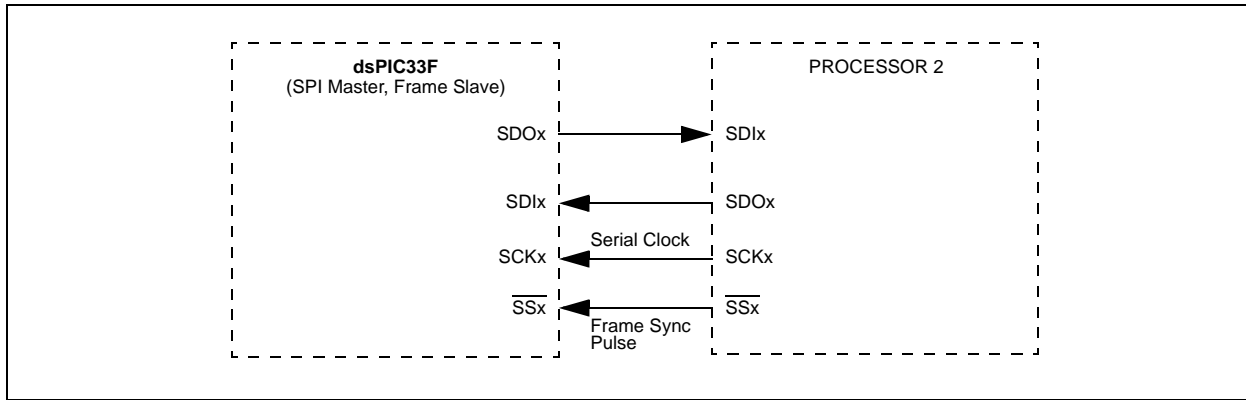 dsPIC33F
(SPI Master, Frame Slave)
PROCESSOR 2
SDOx
SDIx
SDIx
SDOx
Serial Clock
SCKx
SCKx
SSx
SSx
Frame Sync
Pulse